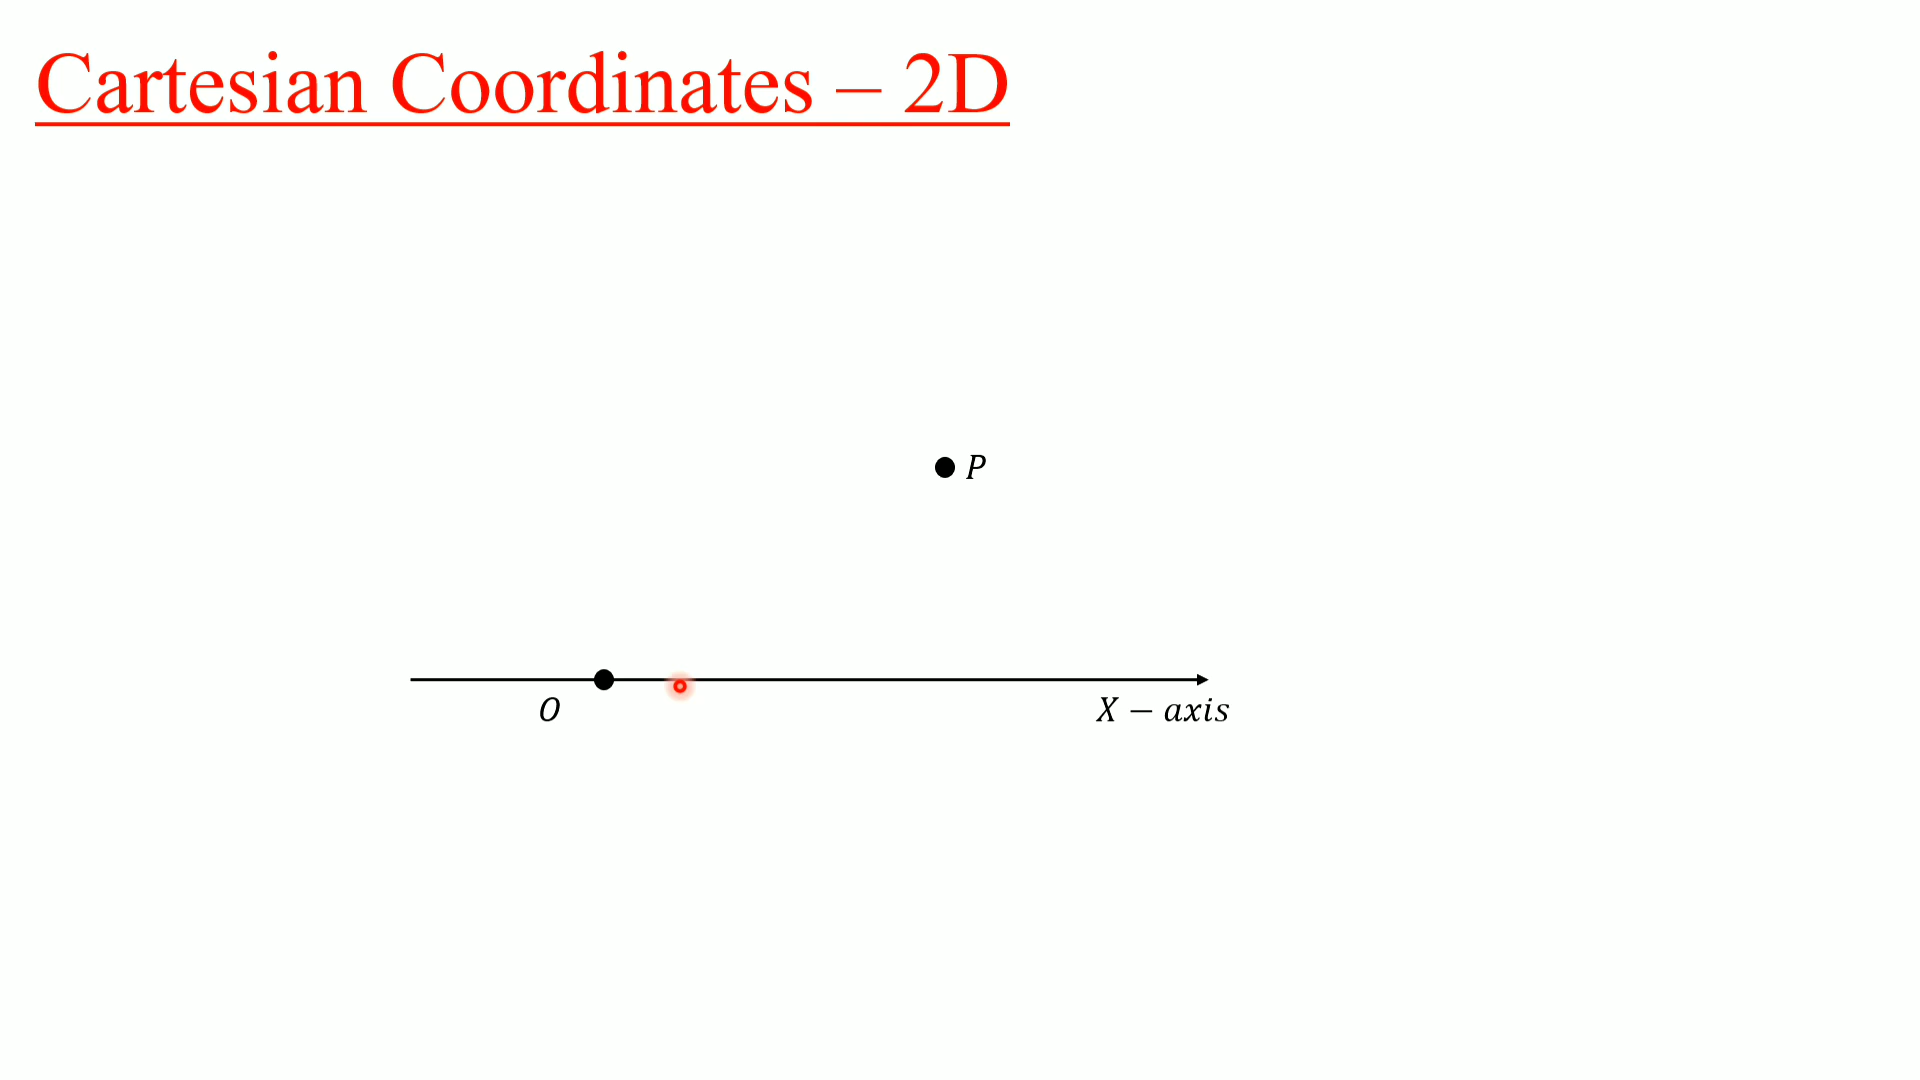 Cartesian Coordinates – 2D
P
O
X − axis